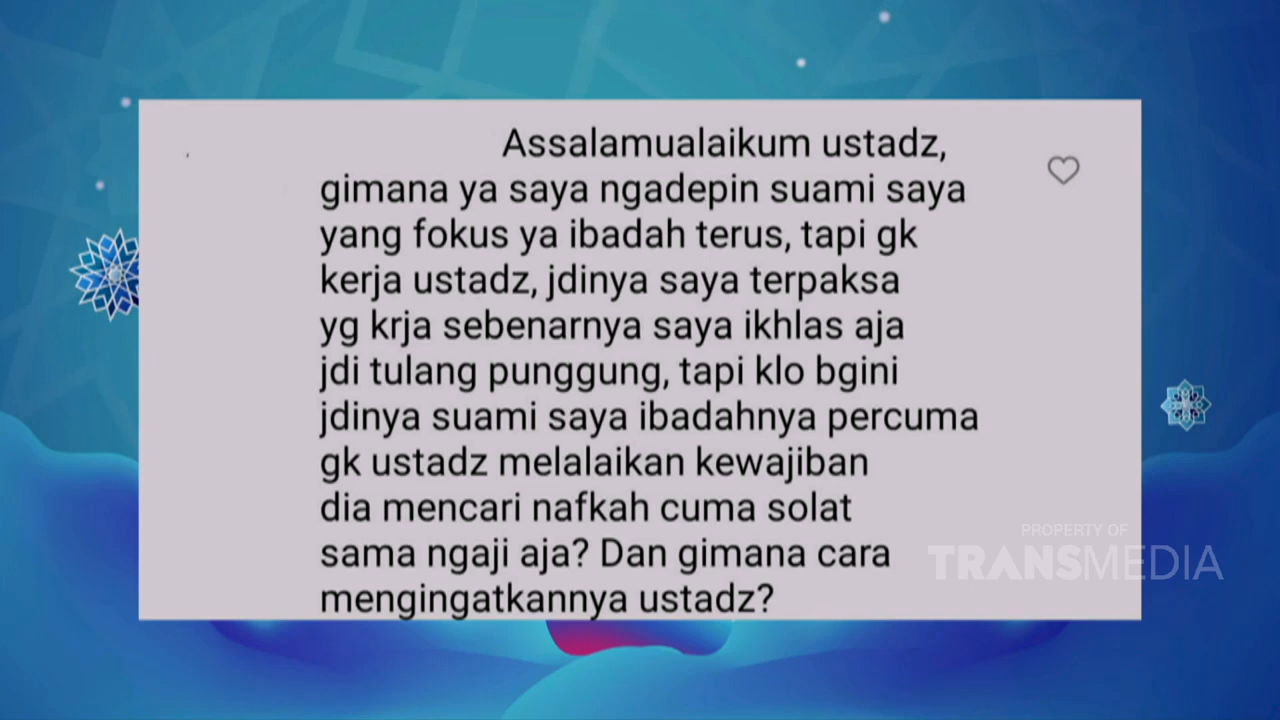 Assalamualaikum ustadz,
gimana ya saya ngadepin suami saya
yang fokus ya ibadah terus, tapi gk
kerja ustadz, jdinya saya terpaksa
yg krja sebenarnya saya ikhlas aja
jdi tulang punggung, tapi klo bgini
jdinya suami saya ibadahnya percuma
gk ustadz melalaikan kewajiban
dia mencari nafkah cuma solat
sama ngaji aja? Dan gimana cara
mengingatkannya ustadz?
PROPERTY OF
TRANSMEDIA